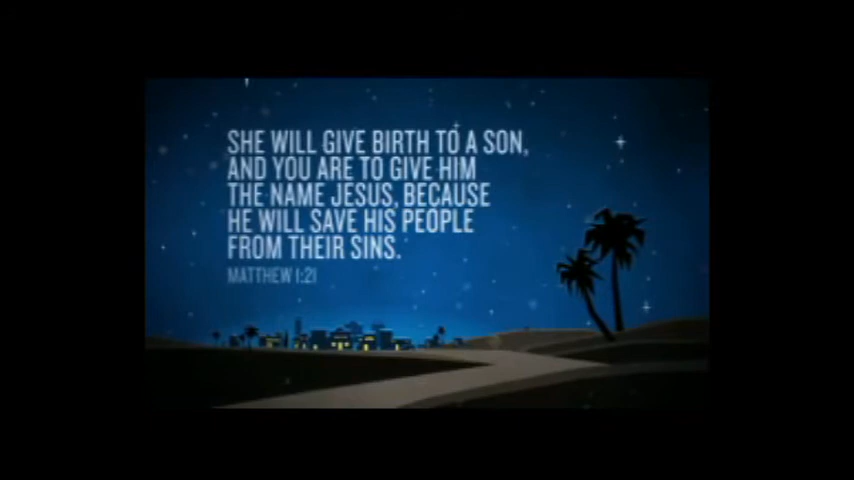 SHE WILL GIVE BIRTH TO A SON,
AND YOU ARE TO GIVE HIM
THE NAME JESUS, BECAUSE
HE WILL SAVE HIS PEOPLE
FROM THEIR SINS.
MATTHEW 1:21